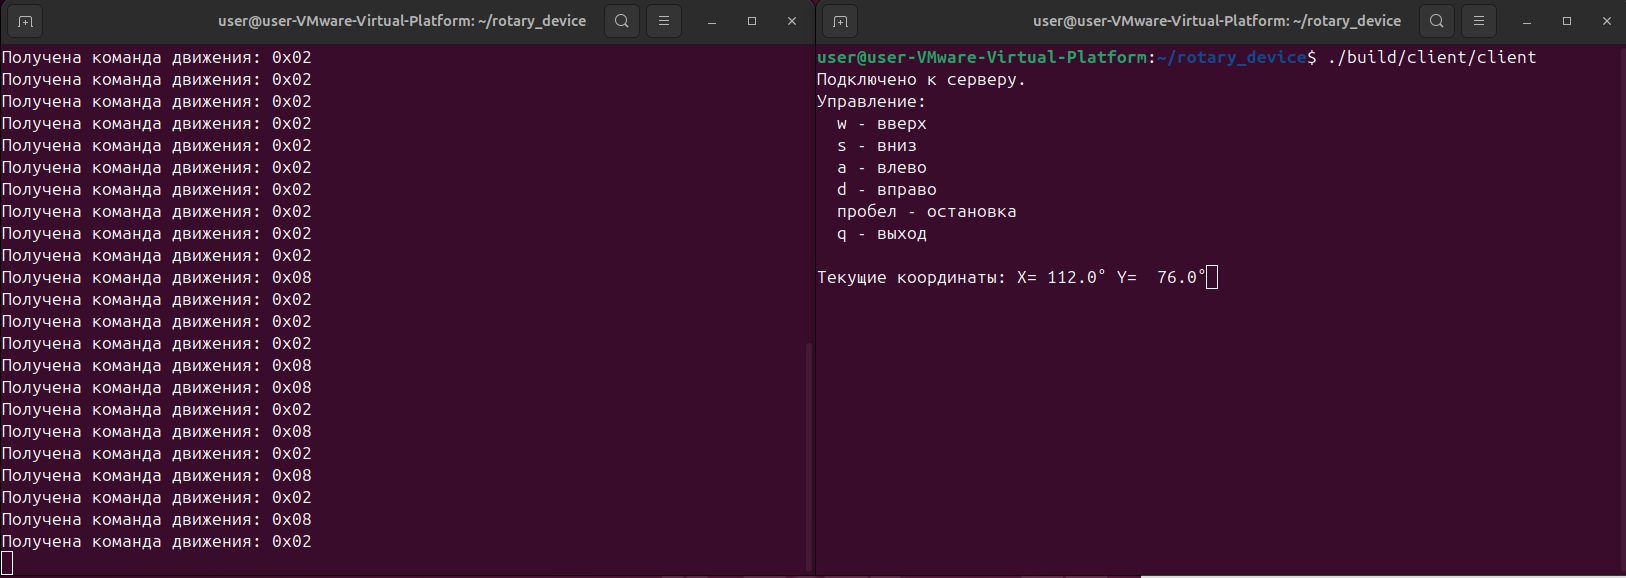 user@user-VMware-Virtual-Platform: ~/rotary_device
Получена команда движения: 0x02
Получена команда движения: 0x02
Получена команда движения: 0x02
Получена команда движения: 0x02
Получена команда движения: 0x02
Получена команда движения: 0x02
Получена команда движения: 0x02
Получена команда движения: 0x02
Получена команда движения: 0x02
Получена команда движения: 0x02
Получена команда движения: 0x08
Получена команда движения: 0x02
Получена команда движения: 0x02
Получена команда движения: 0x02
Получена команда движения: 0x08
Получена команда движения: 0x08
Получена команда движения: 0x02
Получена команда движения: 0x08
Получена команда движения: 0x02
Получена команда движения: 0x08
Получена команда движения: 0x02
Получена команда движения: 0x08
Получена команда движения: 0x02
user@user-VMware-Virtual-Platform: ~/rotary_device
user@user-VMware-Virtual-Platform:~/rotary_device$ ./build/client/client
Подключено к серверу.
Управление:
w - вверх
s - вниз
a - влево
d - вправо
пробел - остановка
q - выход
Текущие координаты: X= 112.0° Y=  76.0°